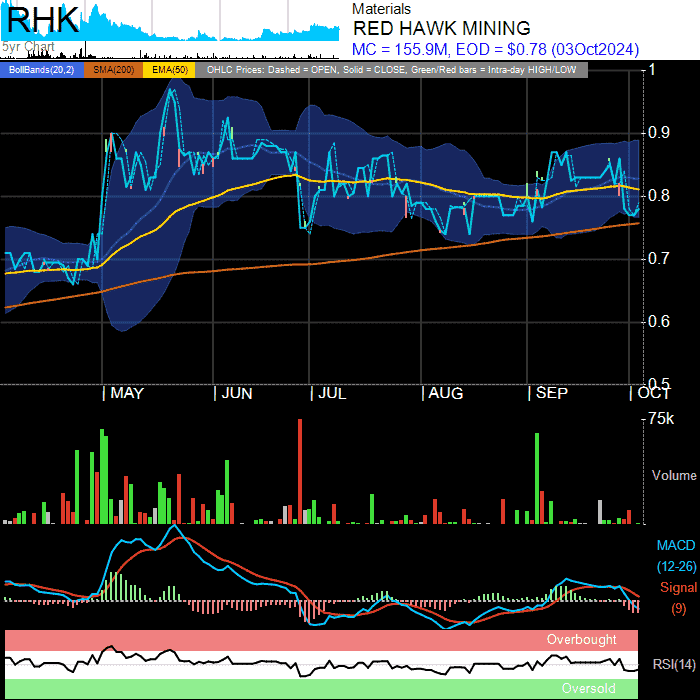 RHK
5yr Chart
Materials
RED HAWK MINING
MC = 155.9M, EOD = $0.78 (03Oct2024)
BollBands(20,2) SMA(200) EMA(50) OHLC Prices: Dashed = OPEN, Solid = CLOSE, Green/Red bars = Intra-day HIGH/LOW
1
0.9
0.8
0.7
0.6
0.5
MAY JUN JUL AUG SEP OCT
75k
Volume
MACD
(12-26)
Signal
(9)
Overbought
RSI(14)
Oversold